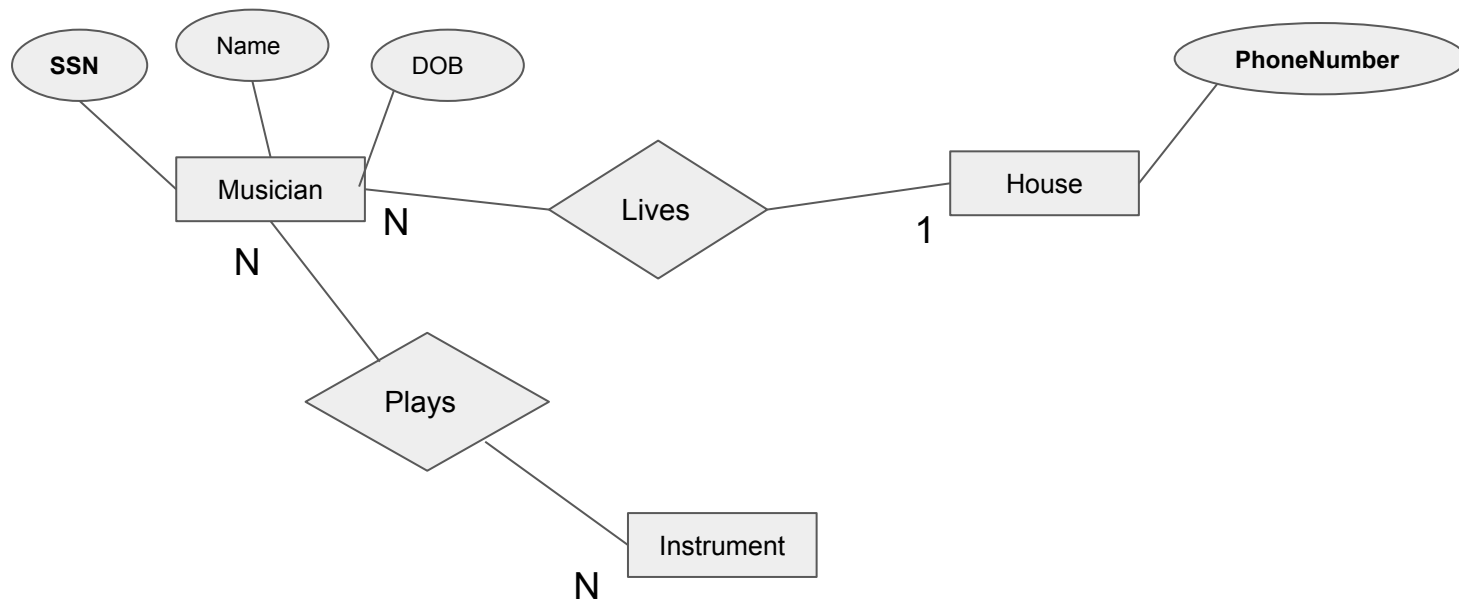 Name
SSN
DOB
PhoneNumber
Musician
House
Lives
N
1
N
Plays
Instrument
N